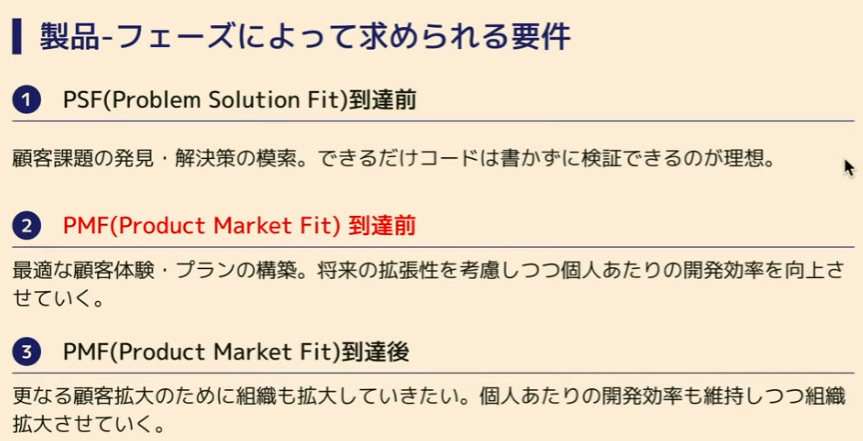 製品-フェーズによって求められる要件
1 PSF(Problem Solution Fit)到達前
顧客課題の発見・解決策の模索。できるだけコードは書かずに検証できるのが理想。
2 PMF(Product Market Fit) 到達前
最適な顧客体験・プランの構築。将来の拡張性を考慮しつつ個人あたりの開発効率を向上さ
せていく。
3 PMF(Product Market Fit)到達後
更なる顧客拡大のために組織も拡大していきたい。個人あたりの開発効率も維持しつつ組織
拡大させていく。